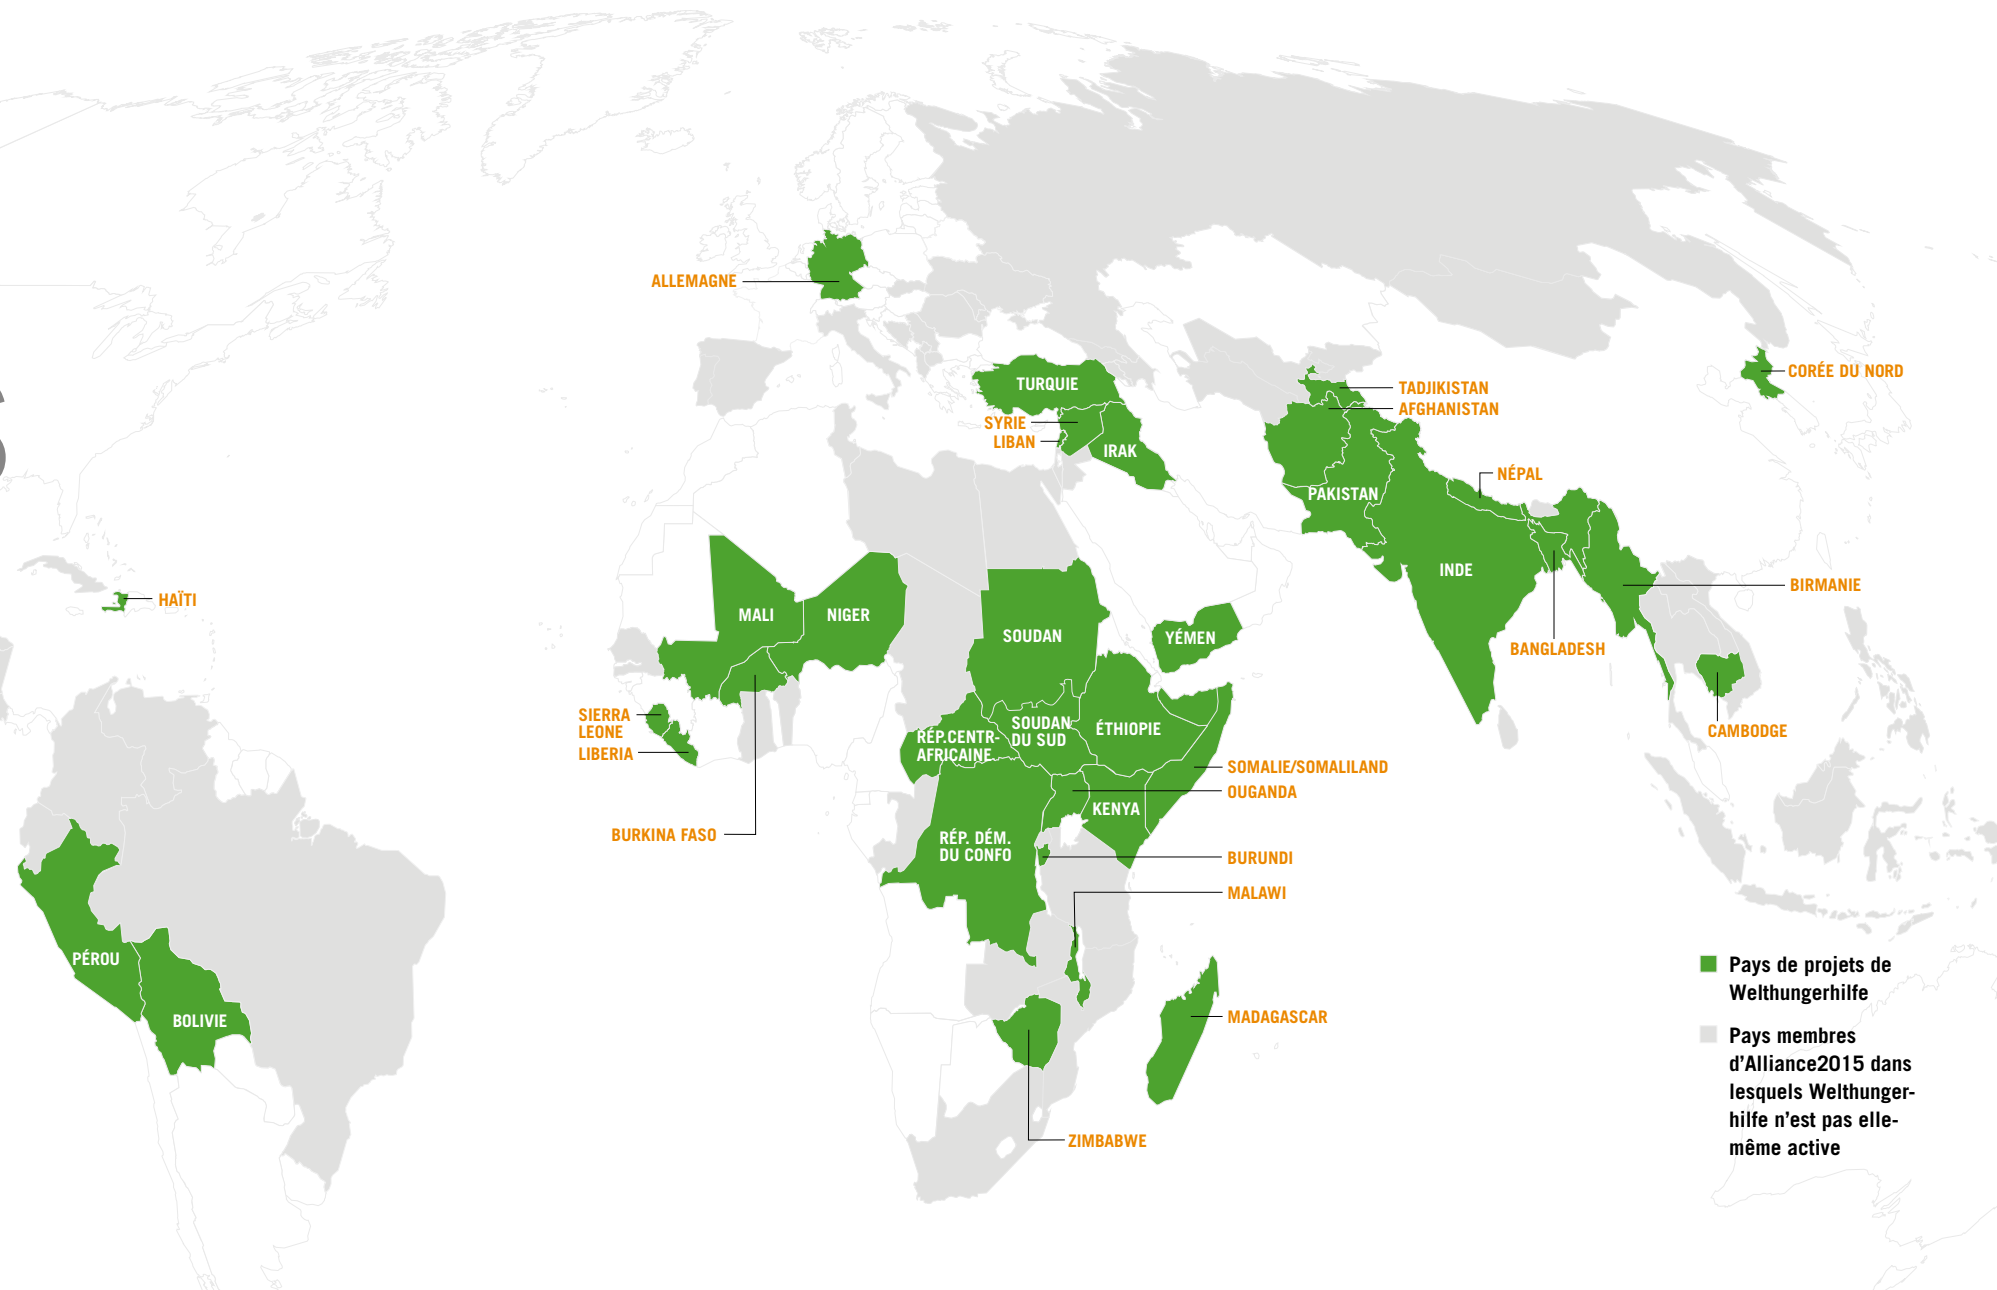 ALLEMAGNE
TURQUIE
SYRIE
LIBAN
IRAK
TADJIKISTAN
AFGHANISTAN
CORÉE DU NORD
PAKISTAN
NÉPAL
INDE
BIRMANIE
BANGLADESH
CAMBODGE
HAÏTI
MALI
NIGER
SOUDAN
YÉMEN
SIERRA
LEONE
LIBERIA
BURKINA FASO
RÉP.CENTR-
AFRICAINE
SOUDAN
DU SUD
ÉTHIOPIE
SOMALIE/SOMALILAND
OUGANDA
KENYA
RÉP. DÉM.
DU CONFO
BURUNDI
MALAWI
MADAGASCAR
ZIMBABWE
PÉROU
BOLIVIE
Pays de projets de
Welthungerhilfe
Pays membres
d’Alliance2015 dans
lesquels Welthunger-
hilfe n’est pas elle-
même active